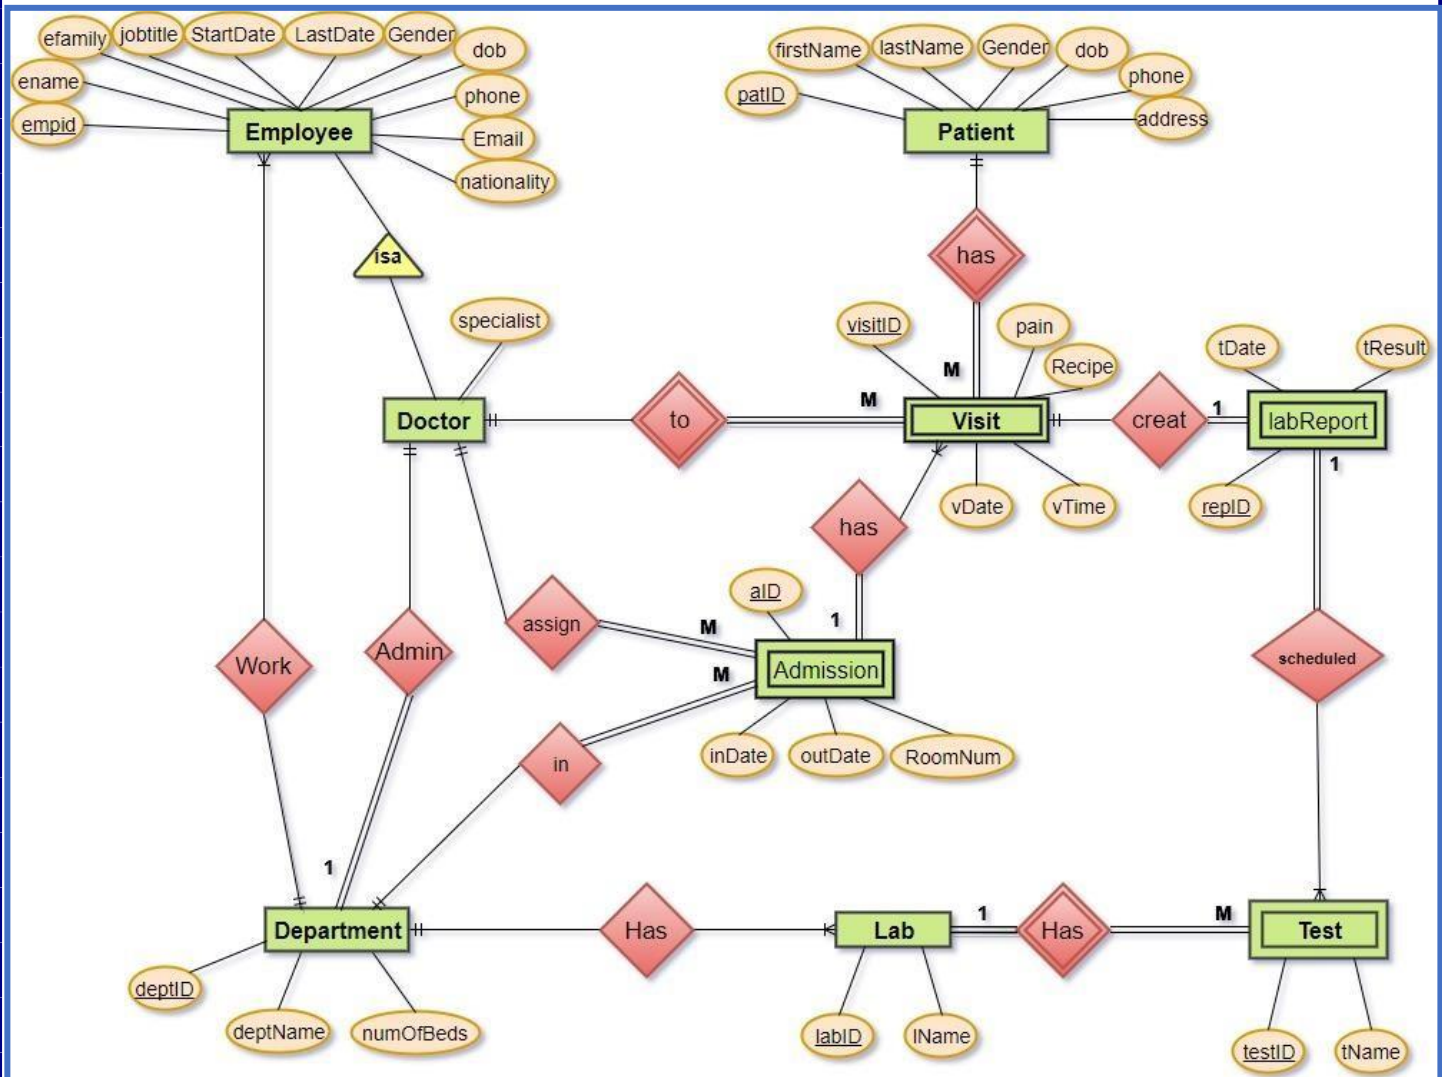 efamily
jobtitle
StartDate
LastDate
Gender
dob
ename
phone
empid
Employee
Email
nationality
firstName
lastName
Gender
dob
phone
patID
address
Patient
isa
has
specialist
visitID
pain
Recipe
tDate
tResult
M
M
1
Doctor
to
Visit
creat
labReport
1
vDate
vTime
repID
has
aID
assign
M
1
Work
Admin
M
Admission
scheduled
in
inDate
outDate
RoomNum
1
Department
Has
Lab
1
Has
M
Test
deptID
deptName
numOfBeds
labID
lName
testID
tName